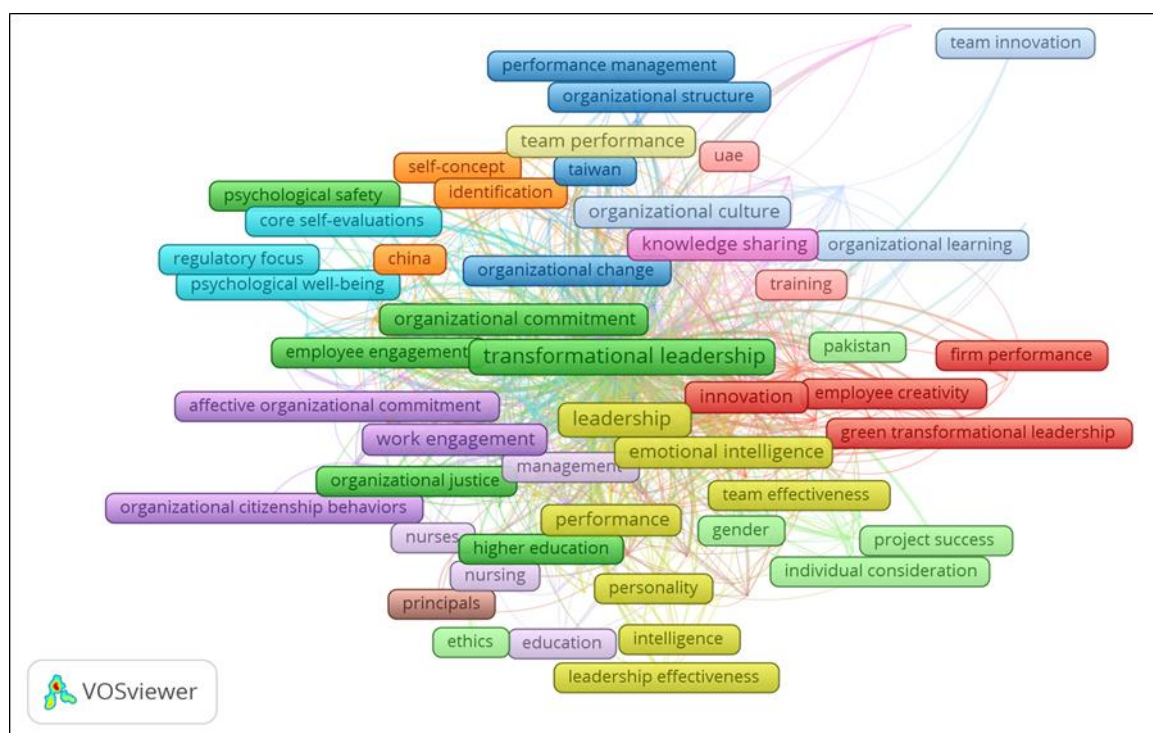 team innovation
performance management
organizational structure
team performance
uae
self-concept
taiwan
identification
psychological safety
core self-evaluations
organizational culture
knowledge sharing
organizational learning
regulatory focus
china
organizational change
psychological well-being
training
organizational commitment
employee engagement
transformational leadership
pakistan
firm performance
innovation
employee creativity
affective organizational commitment
leadership
green transformational leadership
work engagement
emotional intelligence
management
organizational justice
team effectiveness
organizational citizenship behaviors
performance
gender
nurses
project success
higher education
nursing
individual consideration
personality
principals
ethics
education
intelligence
leadership effectiveness
VOSviewer